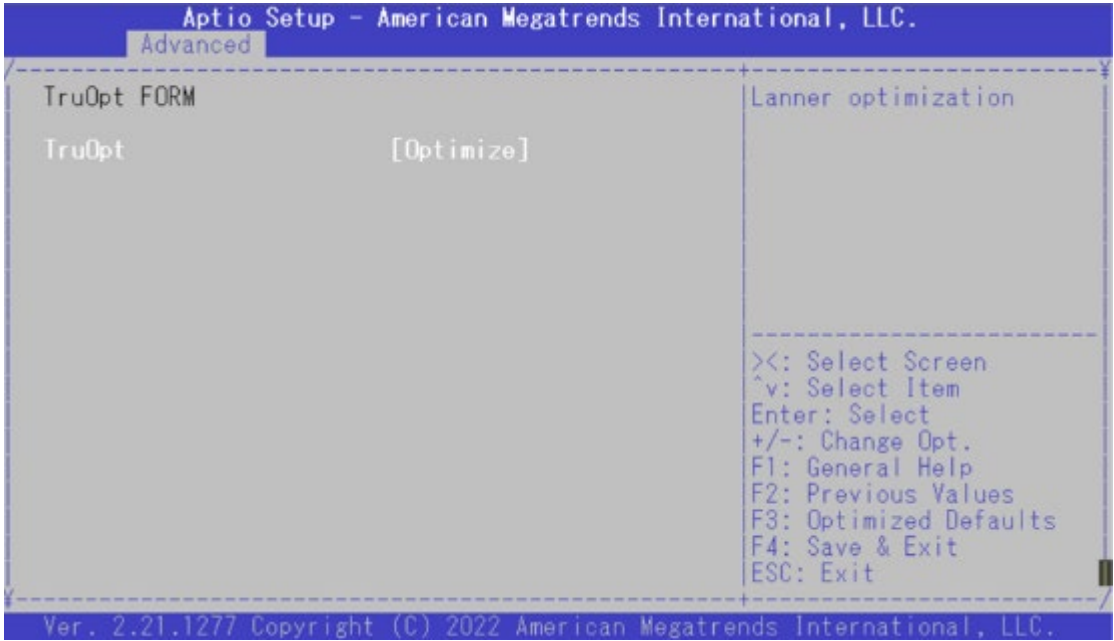 Aptio Setup - American Megatrends International, LLC.
Advanced
TruOpt FORM
TruOpt [Optimize]
Lanner optimization
><: Select Screen
^v: Select Item
Enter: Select
+/-: Change Opt.
F1: General Help
F2: Previous Values
F3: Optimized Defaults
F4: Save & Exit
ESC: Exit
Ver. 2.21.1277 Copyright (C) 2022 American Megatrends International, LLC.